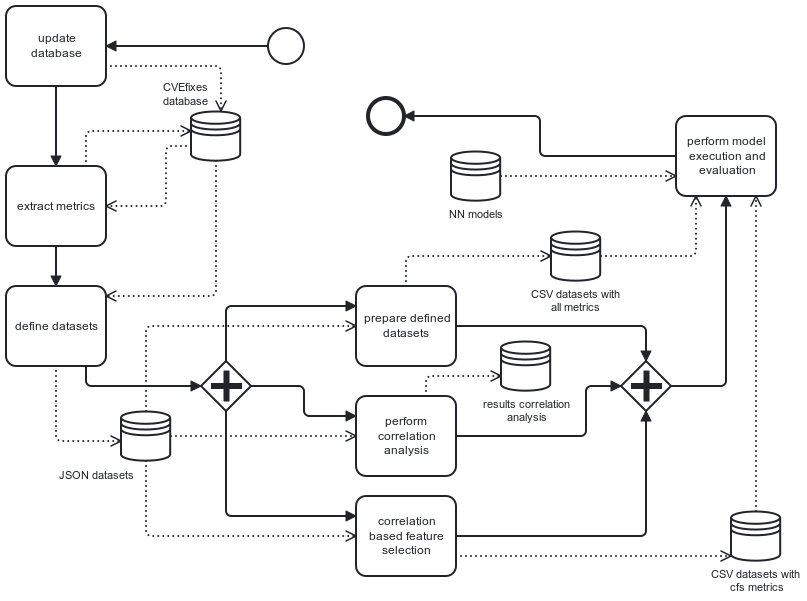 update
database
CVEfixes
database
extract metrics
define datasets
JSON datasets
perform model
execution and
evaluation
NN models
CSV datasets with
all metrics
prepare defined
datasets
results correlation
analysis
perform
correlation
analysis
correlation
based feature
selection
CSV datasets with
cfs metrics